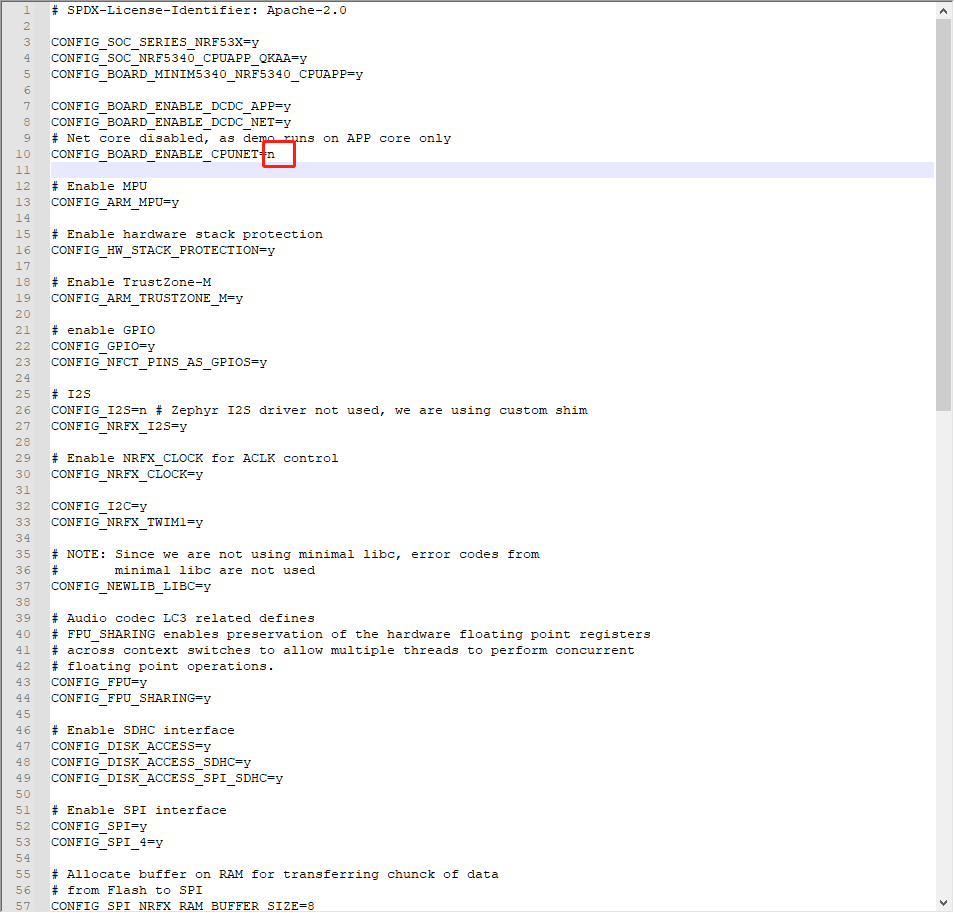 1 # SPDX-License-Identifier: Apache-2.0
2
3 CONFIG_SOC_SERIES_NRF53X=y
4 CONFIG_SOC_NRF5340_CPUAPP_QKAA=y
5 CONFIG_BOARD_MINIM5340_NRF5340_CPUAPP=y
6
7 CONFIG_BOARD_ENABLE_DCDC_APP=y
8 CONFIG_BOARD_ENABLE_DCDC_NET=y
9 # Net core disabled, as demo runs on APP core only
10 CONFIG_BOARD_ENABLE_CPUNET=n
11
12 # Enable MPU
13 CONFIG_ARM_MPU=y
14
15 # Enable hardware stack protection
16 CONFIG_HW_STACK_PROTECTION=y
17
18 # Enable TrustZone-M
19 CONFIG_ARM_TRUSTZONE_M=y
20
21 # enable GPIO
22 CONFIG_GPIO=y
23 CONFIG_NFCT_PINS_AS_GPIOS=y
24
25 # I2S
26 CONFIG_I2S=n # Zephyr I2S driver not used, we are using custom shim
27 CONFIG_NRFX_I2S=y
28
29 # Enable NRFX_CLOCK for ACLK control
30 CONFIG_NRFX_CLOCK=y
31
32 CONFIG_I2C=y
33 CONFIG_NRFX_TWIM1=y
34
35 # NOTE: Since we are not using minimal libc, error codes from
36 #       minimal libc are not used
37 CONFIG_NEWLIB_LIBC=y
38
39 # Audio codec LC3 related defines
40 # FPU_SHARING enables preservation of the hardware floating point registers
41 # across context switches to allow multiple threads to perform concurrent
42 # floating point operations.
43 CONFIG_FPU=y
44 CONFIG_FPU_SHARING=y
45
46 # Enable SDHC interface
47 CONFIG_DISK_ACCESS=y
48 CONFIG_DISK_ACCESS_SDHC=y
49 CONFIG_DISK_ACCESS_SPI_SDHC=y
50
51 # Enable SPI interface
52 CONFIG_SPI=y
53 CONFIG_SPI_4=y
54
55 # Allocate buffer on RAM for transferring chunck of data
56 # from Flash to SPI
57 CONFIG_SPI_NRFX_RAM_BUFFER_SIZE=8